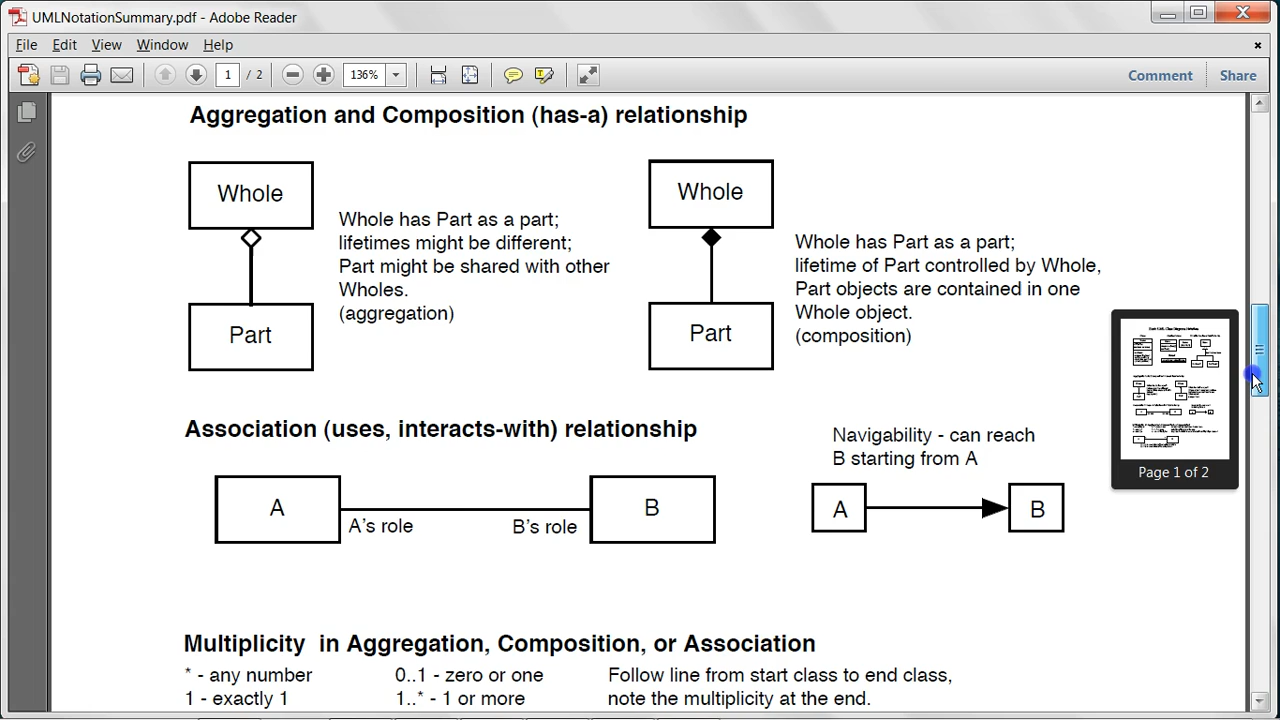 UMLNotationSummary.pdf - Adobe Reader
File Edit View Window Help
1 / 2 136% Comment Share
Aggregation and Composition (has-a) relationship
Whole
Part
Whole has Part as a part;
lifetimes might be different;
Part might be shared with other
Wholes.
(aggregation)
Whole
Part
Whole has Part as a part;
lifetime of Part controlled by Whole,
Part objects are contained in one
Whole object.
(composition)
Page 1 of 2
Association (uses, interacts-with) relationship
A
A's role
B's role
B
Navigability - can reach
B starting from A
A
B
Multiplicity in Aggregation, Composition, or Association
* - any number 0..1 - zero or one Follow line from start class to end class,
1 - exactly 1 1..* - 1 or more note the multiplicity at the end.